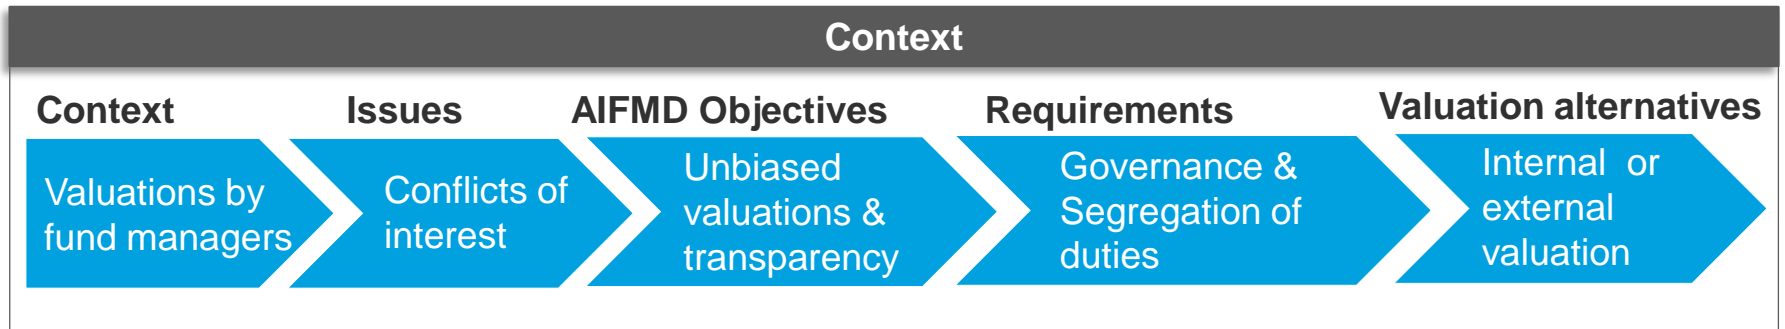 Context
Context
Issues
AIFMD Objectives
Requirements
Valuation alternatives
Valuations by
fund managers
Conflicts of
interest
Unbiased
valuations &
transparency
Governance &
Segregation of
duties
Internal or
external
valuation